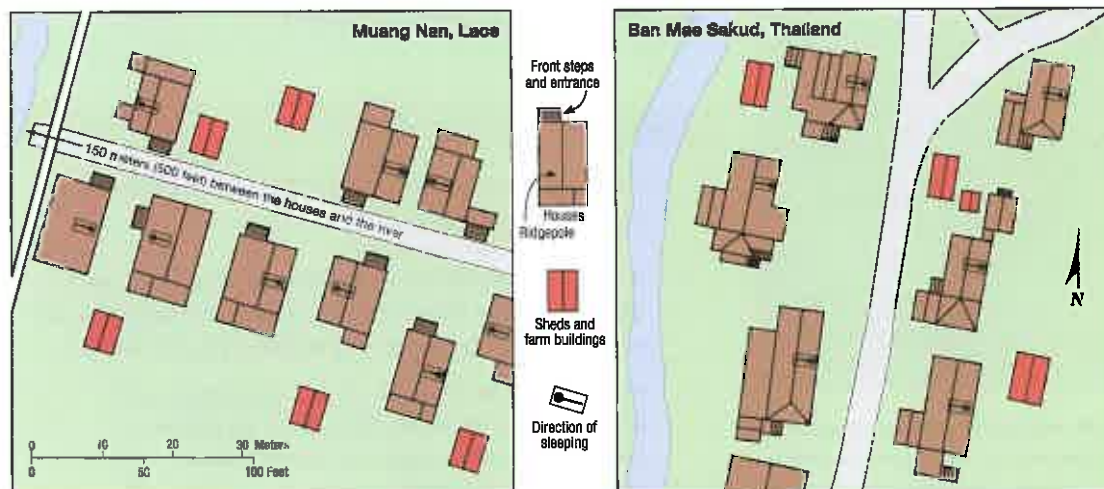 Muang Nan, Laos
150 meters (500 feet) between the houses and the river
0 10 20 30 Meters
0 50 100 Feet
Front steps
and entrance
Houses
Ridgepole
Sheds and
farm buildings
Direction of
sleeping
Ban Mae Sakud, Thailand
N